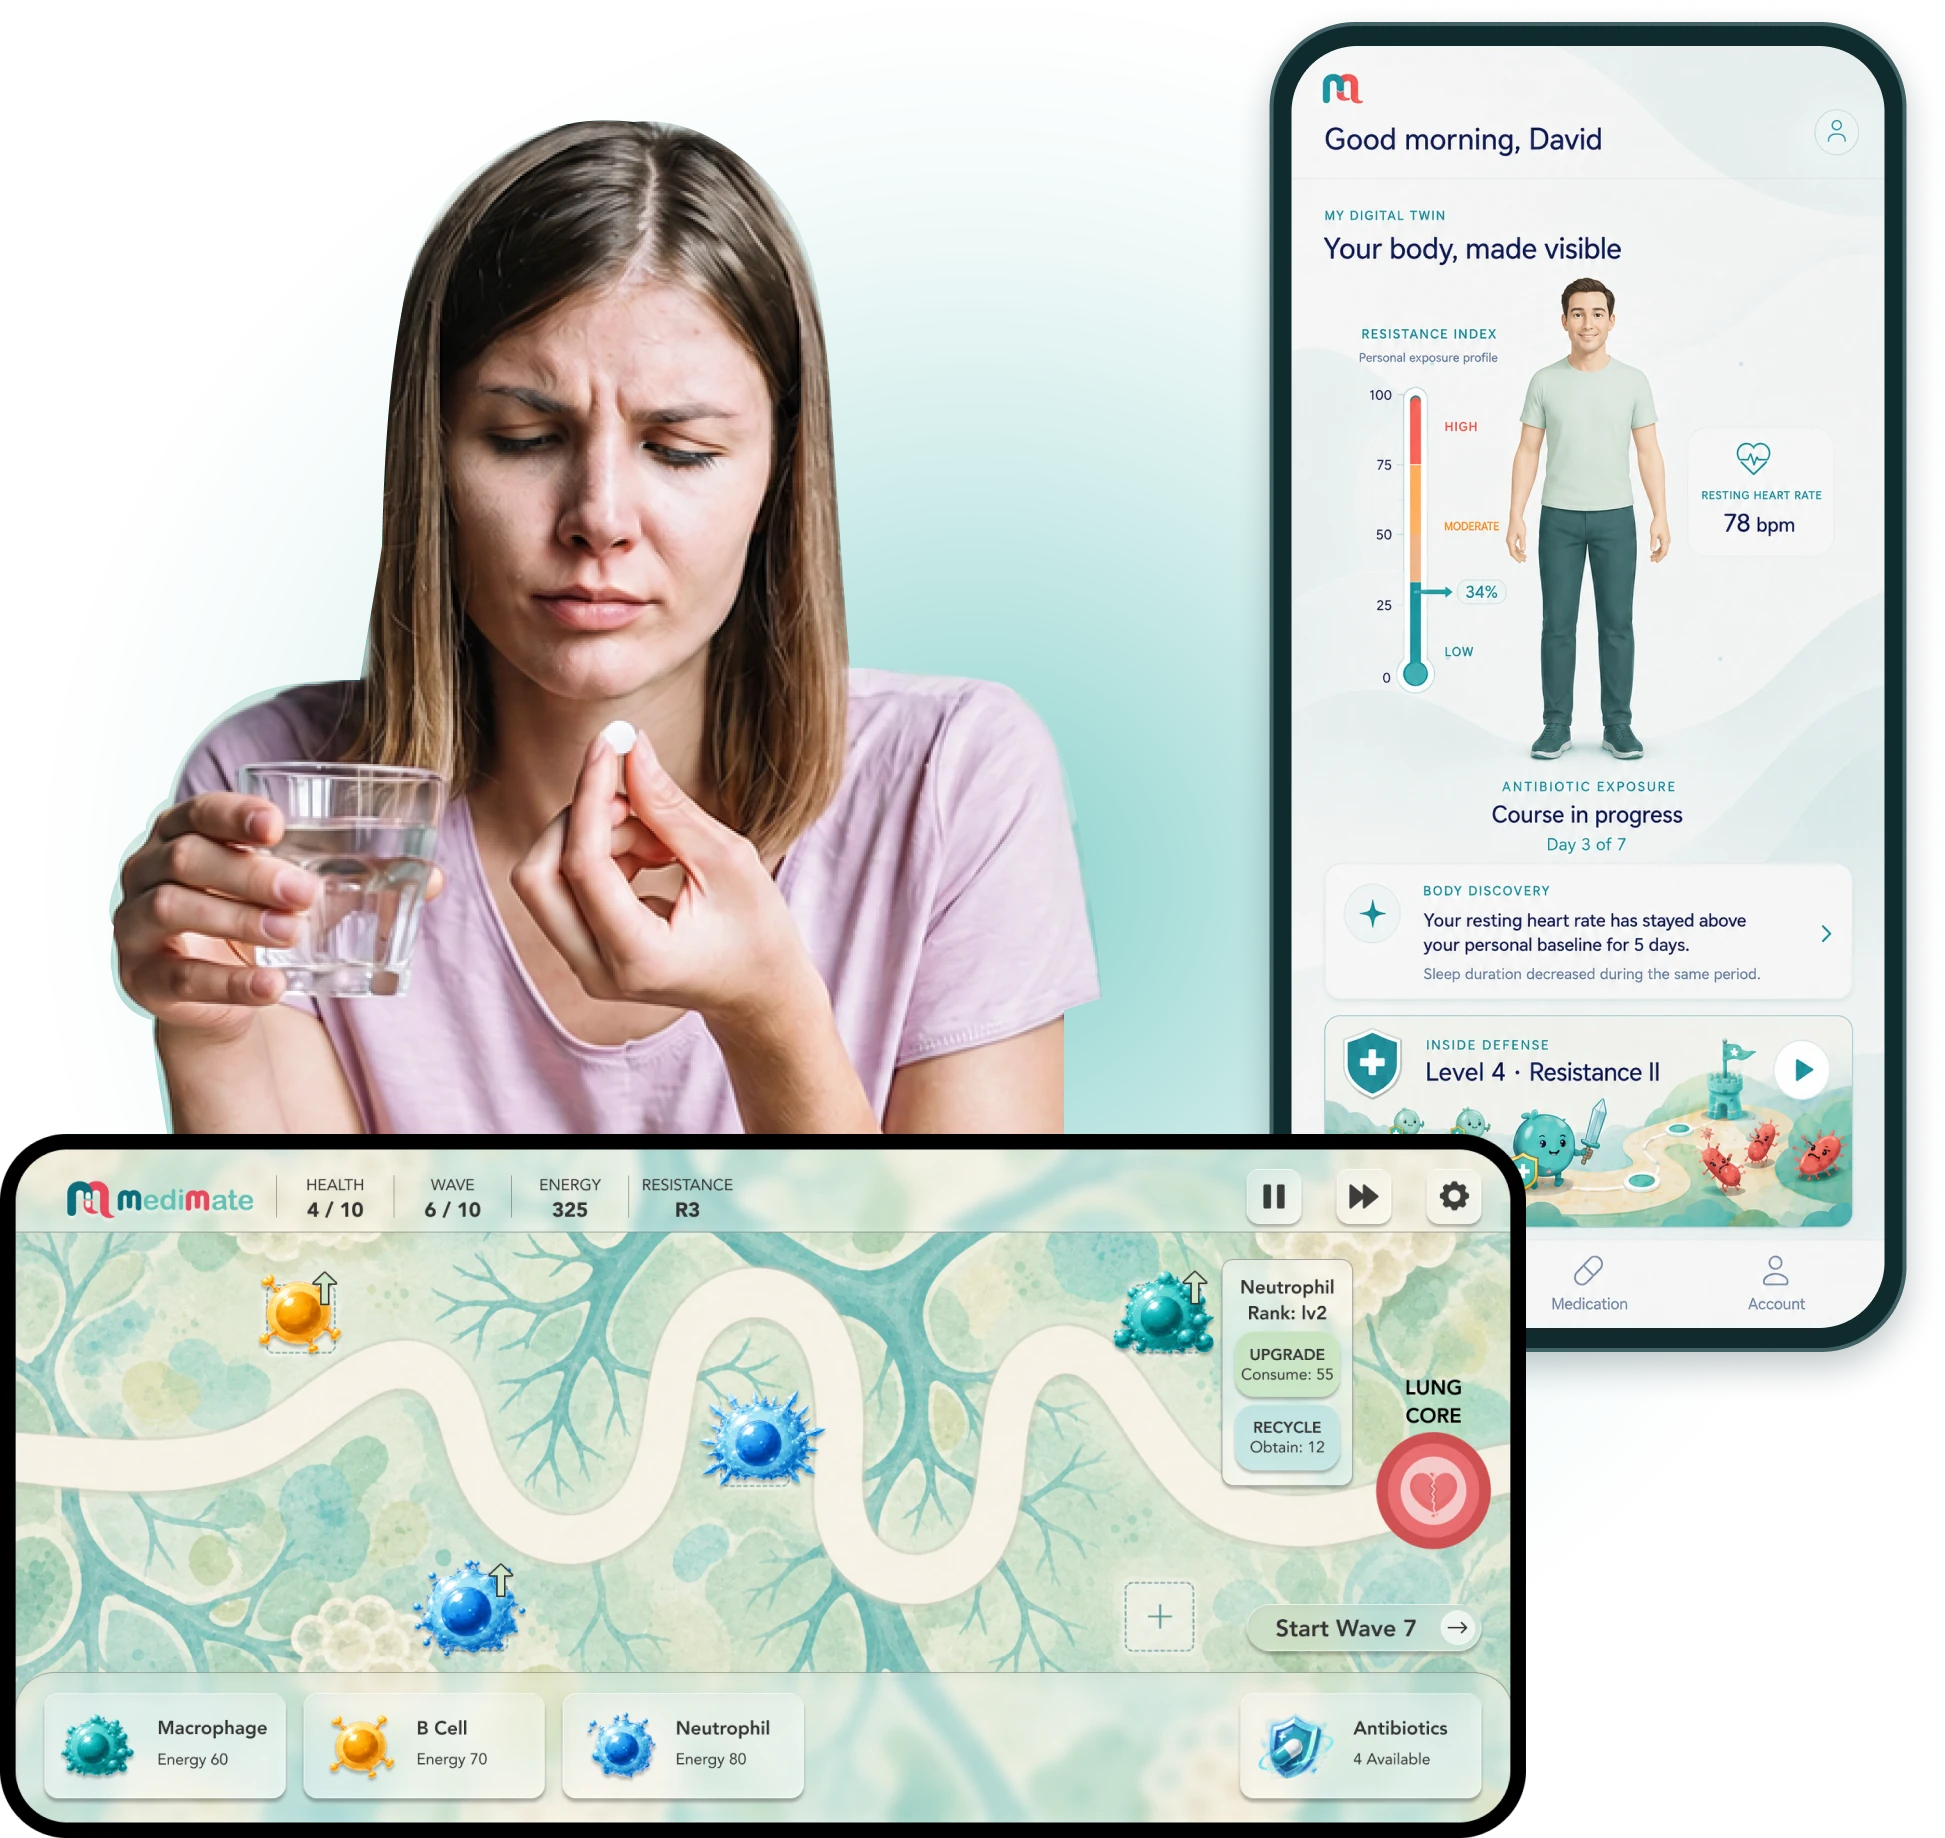 Good morning, David
MY DIGITAL TWIN
Your body, made visible
RESISTANCE INDEX
Personal exposure profile
100
HIGH
75
MODERATE
50
34%
25
LOW
0
RESTING HEART RATE
78 bpm
ANTIBIOTIC EXPOSURE
Course in progress
Day 3 of 7
BODY DISCOVERY
Your resting heart rate has stayed above
your personal baseline for 5 days.
Sleep duration decreased during the same period.
INSIDE DEFENSE
Level 4 · Resistance II
Medication
Account
medimate
HEALTH
4 / 10
WAVE
6 / 10
ENERGY
325
RESISTANCE
R3
Neutrophil
Rank: lv2
UPGRADE
Consume: 55
RECYCLE
Obtain: 12
LUNG
CORE
Start Wave 7
Macrophage
Energy 60
B Cell
Energy 70
Neutrophil
Energy 80
Antibiotics
4 Available